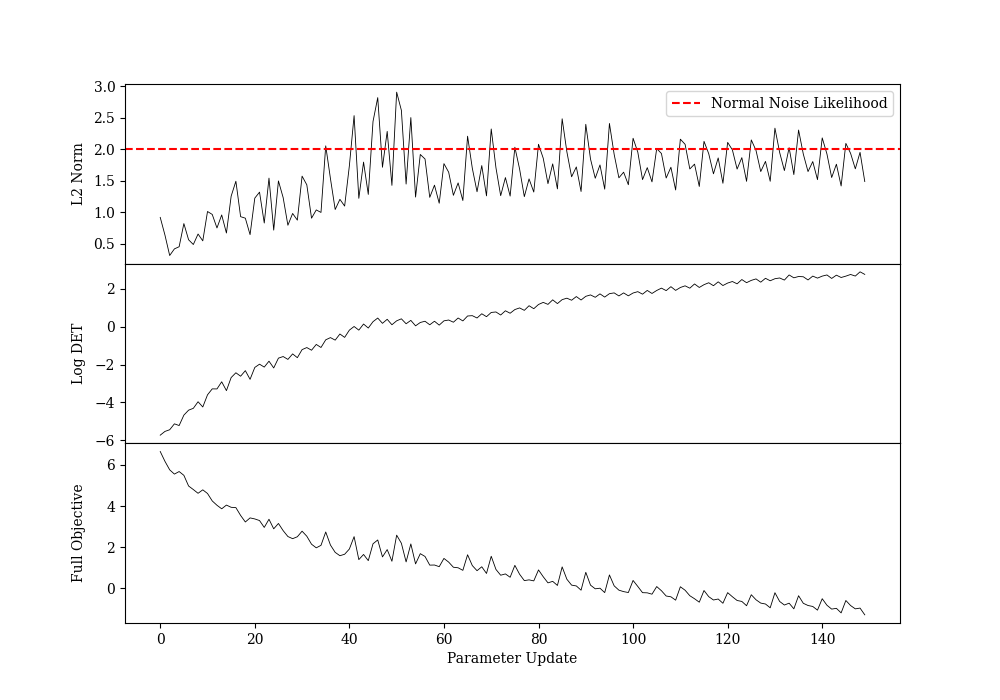 3.0
Normal Noise Likelihood
2.5
2.0
1.5
1.0
0.5
L2 Norm
2
0
−2
−4
−6
Log DET
6
4
2
0
Full Objective
0 20 40 60 80 100 120 140
Parameter Update